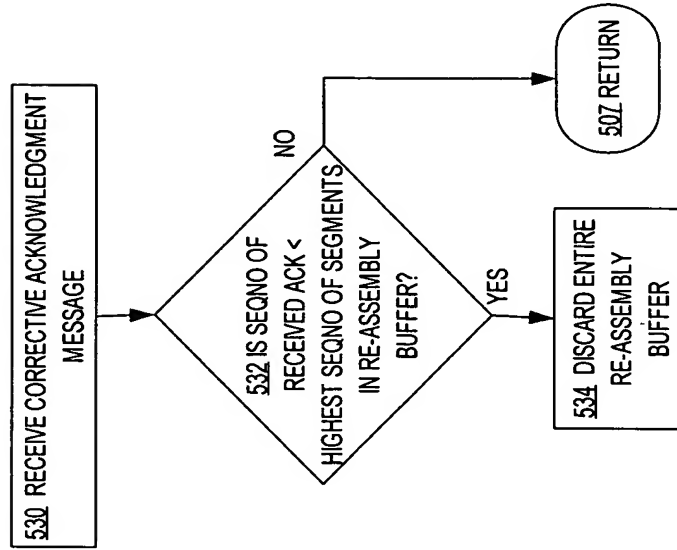 530 RECEIVE CORRECTIVE ACKNOWLEDGMENT
MESSAGE
532 IS SEQNO OF
RECEIVED ACK <
HIGHEST SEQNO OF SEGMENTS
IN RE-ASSEMBLY
BUFFER?
NO
YES
507 RETURN
534 DISCARD ENTIRE
RE-ASSEMBLY
BUFFER